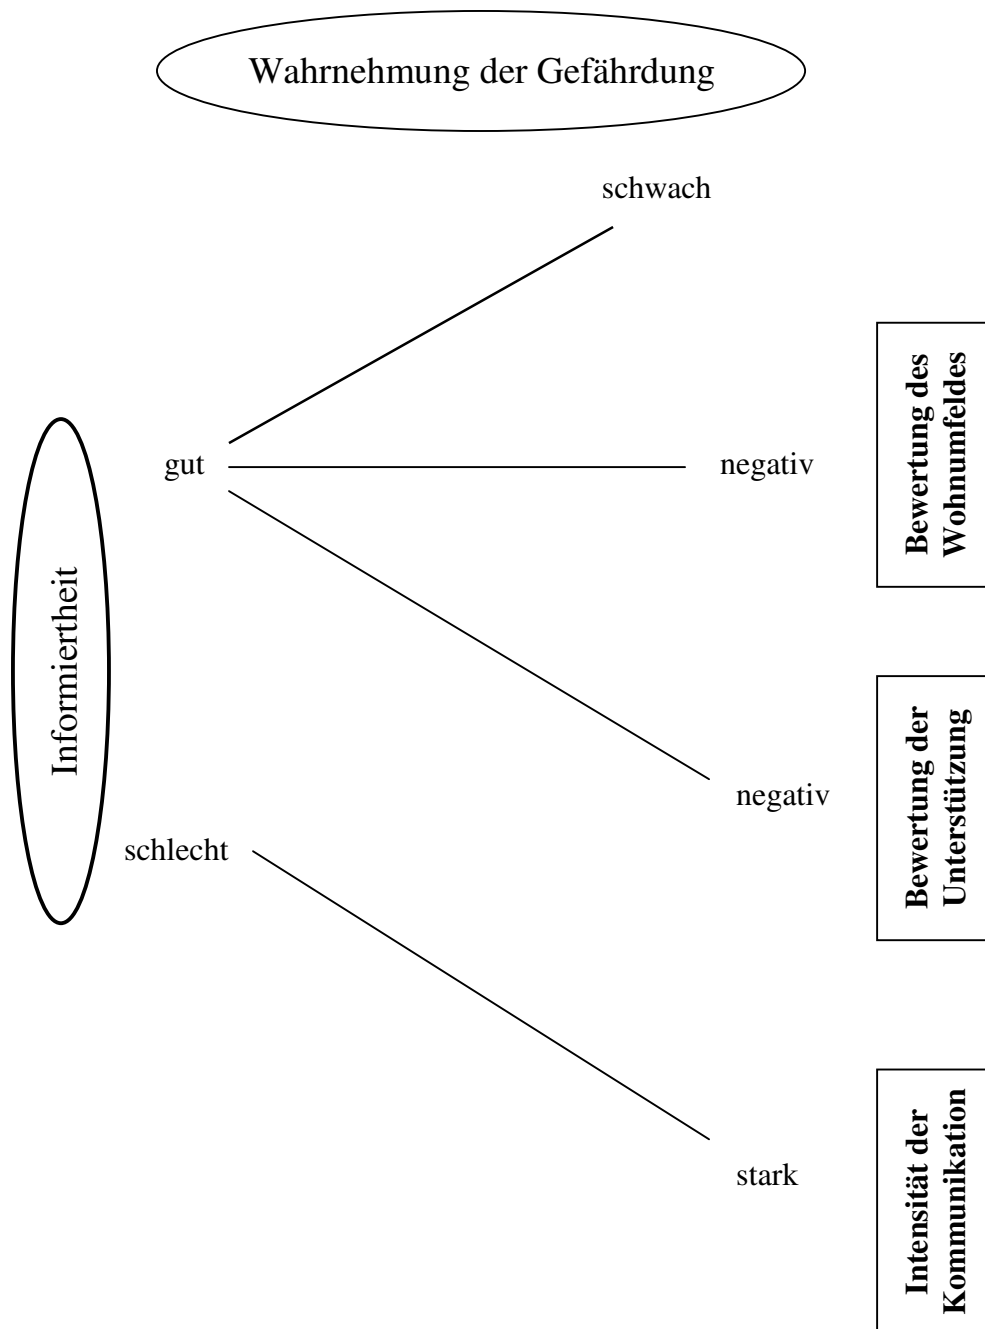 Wahrnehmung der Gefährdung
schwach
gut
negativ
Bewertung des
Wohnumfeldes
Informiertheit
negativ
Bewertung der
Unterstützung
schlecht
stark
Intensität der
Kommunikation